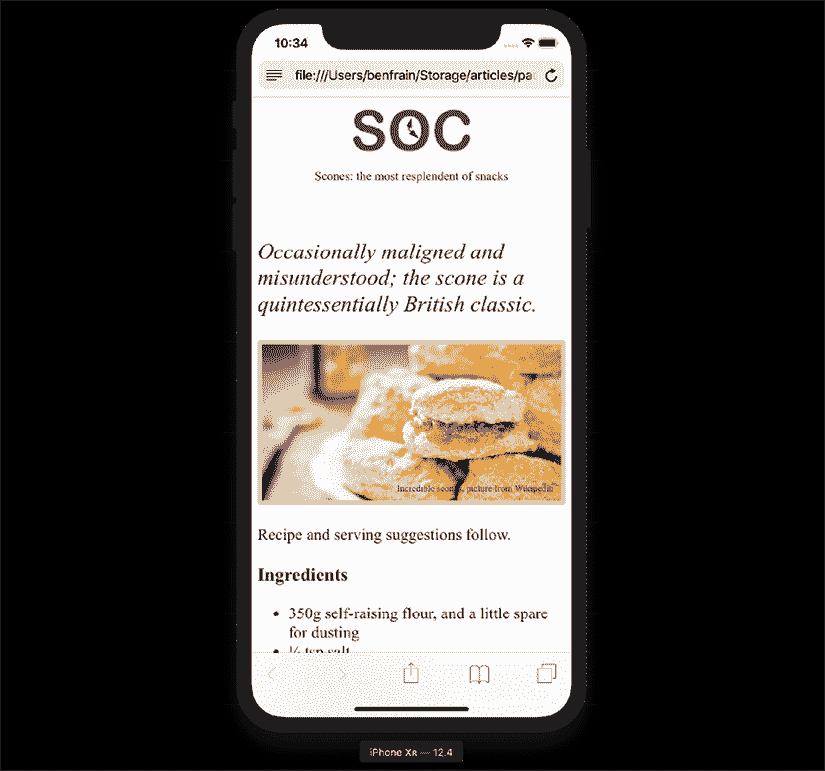 10:34
file:///Users/benfrain/Storage/articles/pa
SOC
Scones: the most resplendent of snacks
Occasionally maligned and
misunderstood; the scone is a
quintessentially British classic.
Incredible scones, picture from Wikipedia
Recipe and serving suggestions follow.
Ingredients
• 350g self-raising flour, and a little spare
for dusting
• ¼ tsp salt
iPhone XR — 12.4